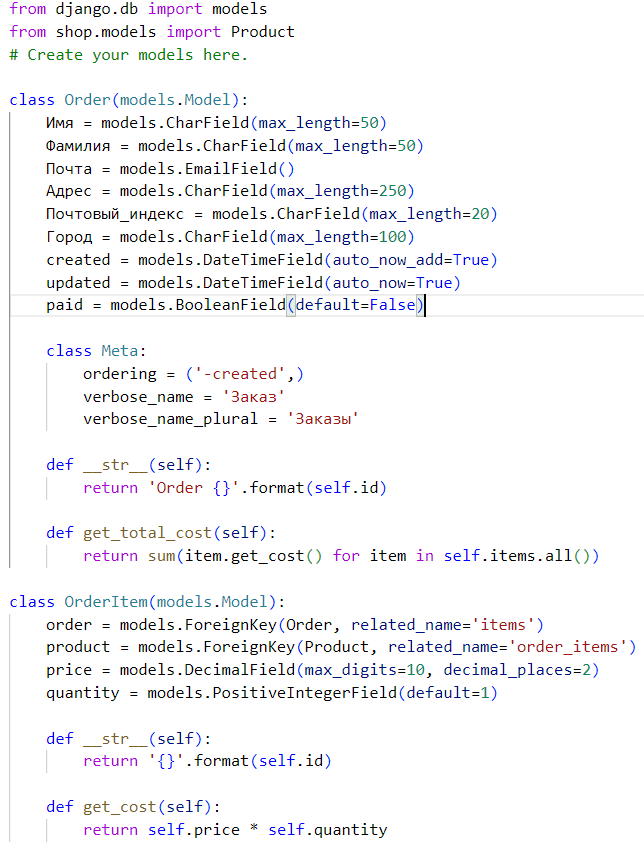 from django.db import models
from shop.models import Product
# Create your models here.

class Order(models.Model):
    Имя = models.CharField(max_length=50)
    Фамилия = models.CharField(max_length=50)
    Почта = models.EmailField()
    Адрес = models.CharField(max_length=250)
    Почтовый_индекс = models.CharField(max_length=20)
    Город = models.CharField(max_length=100)
    created = models.DateTimeField(auto_now_add=True)
    updated = models.DateTimeField(auto_now=True)
    paid = models.BooleanField(default=False)

    class Meta:
        ordering = ('-created',)
        verbose_name = 'Заказ'
        verbose_name_plural = 'Заказы'

    def __str__(self):
        return 'Order {}'.format(self.id)

    def get_total_cost(self):
        return sum(item.get_cost() for item in self.items.all())

class OrderItem(models.Model):
    order = models.ForeignKey(Order, related_name='items')
    product = models.ForeignKey(Product, related_name='order_items')
    price = models.DecimalField(max_digits=10, decimal_places=2)
    quantity = models.PositiveIntegerField(default=1)

    def __str__(self):
        return '{}'.format(self.id)

    def get_cost(self):
        return self.price * self.quantity